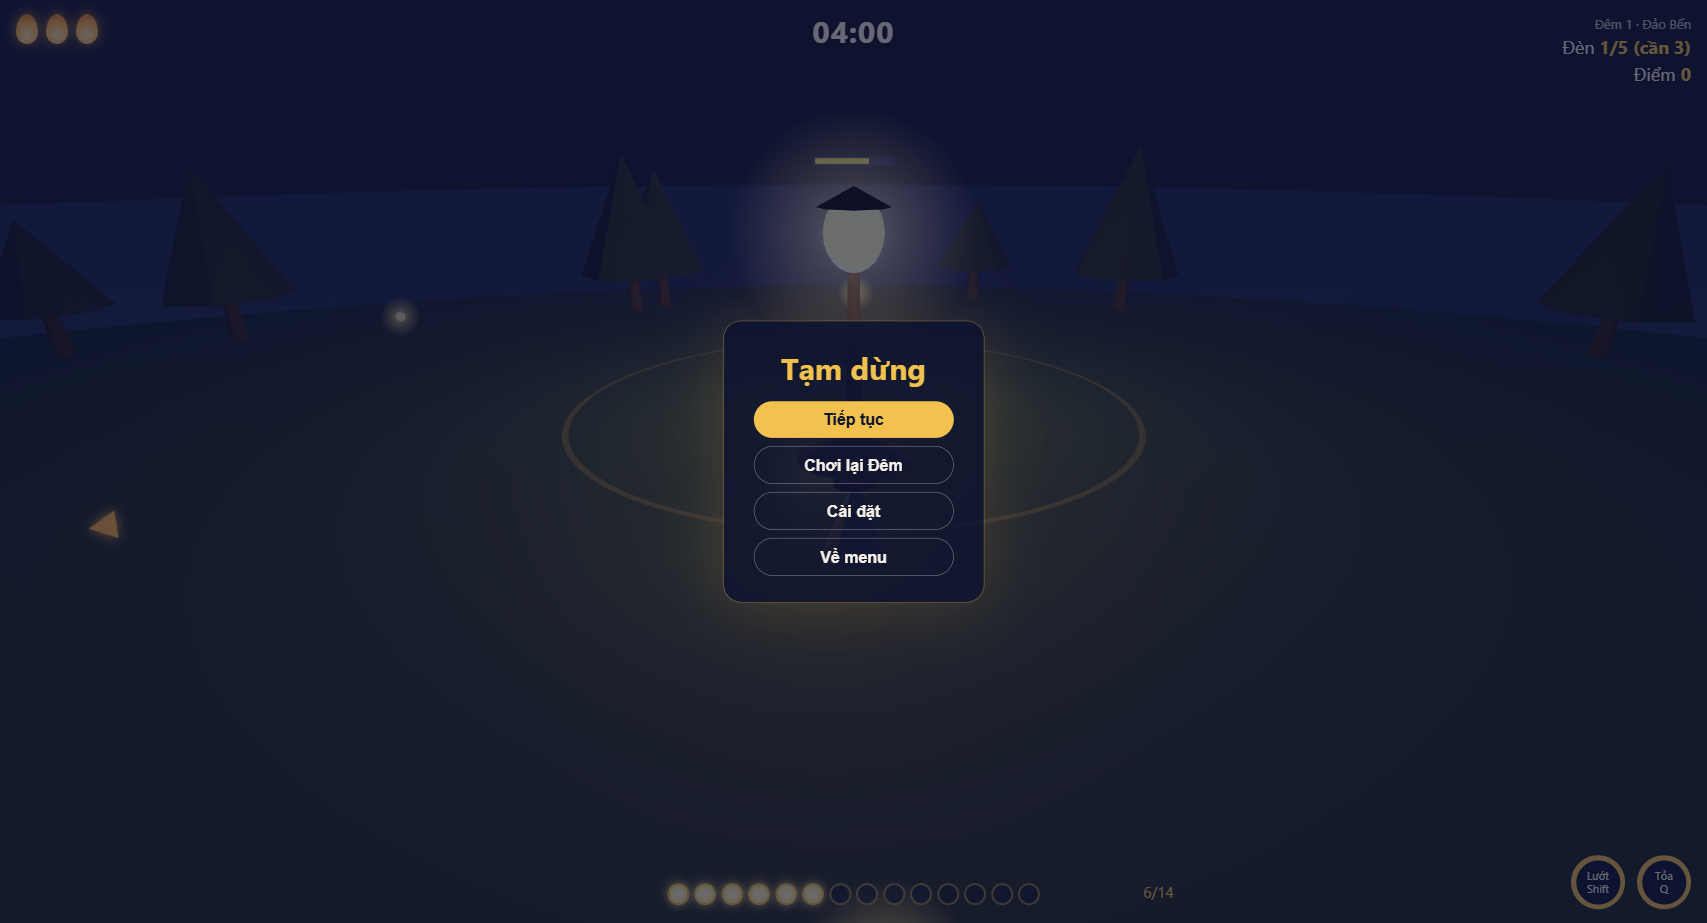 04:00
Đêm 1 · Đảo Bến
Đèn 1/5 (cần 3)
Điểm 0
Tạm dừng
Tiếp tục
Chơi lại Đêm
Cài đặt
Về menu
6/14
Lướt
Shift
Tỏa
Q